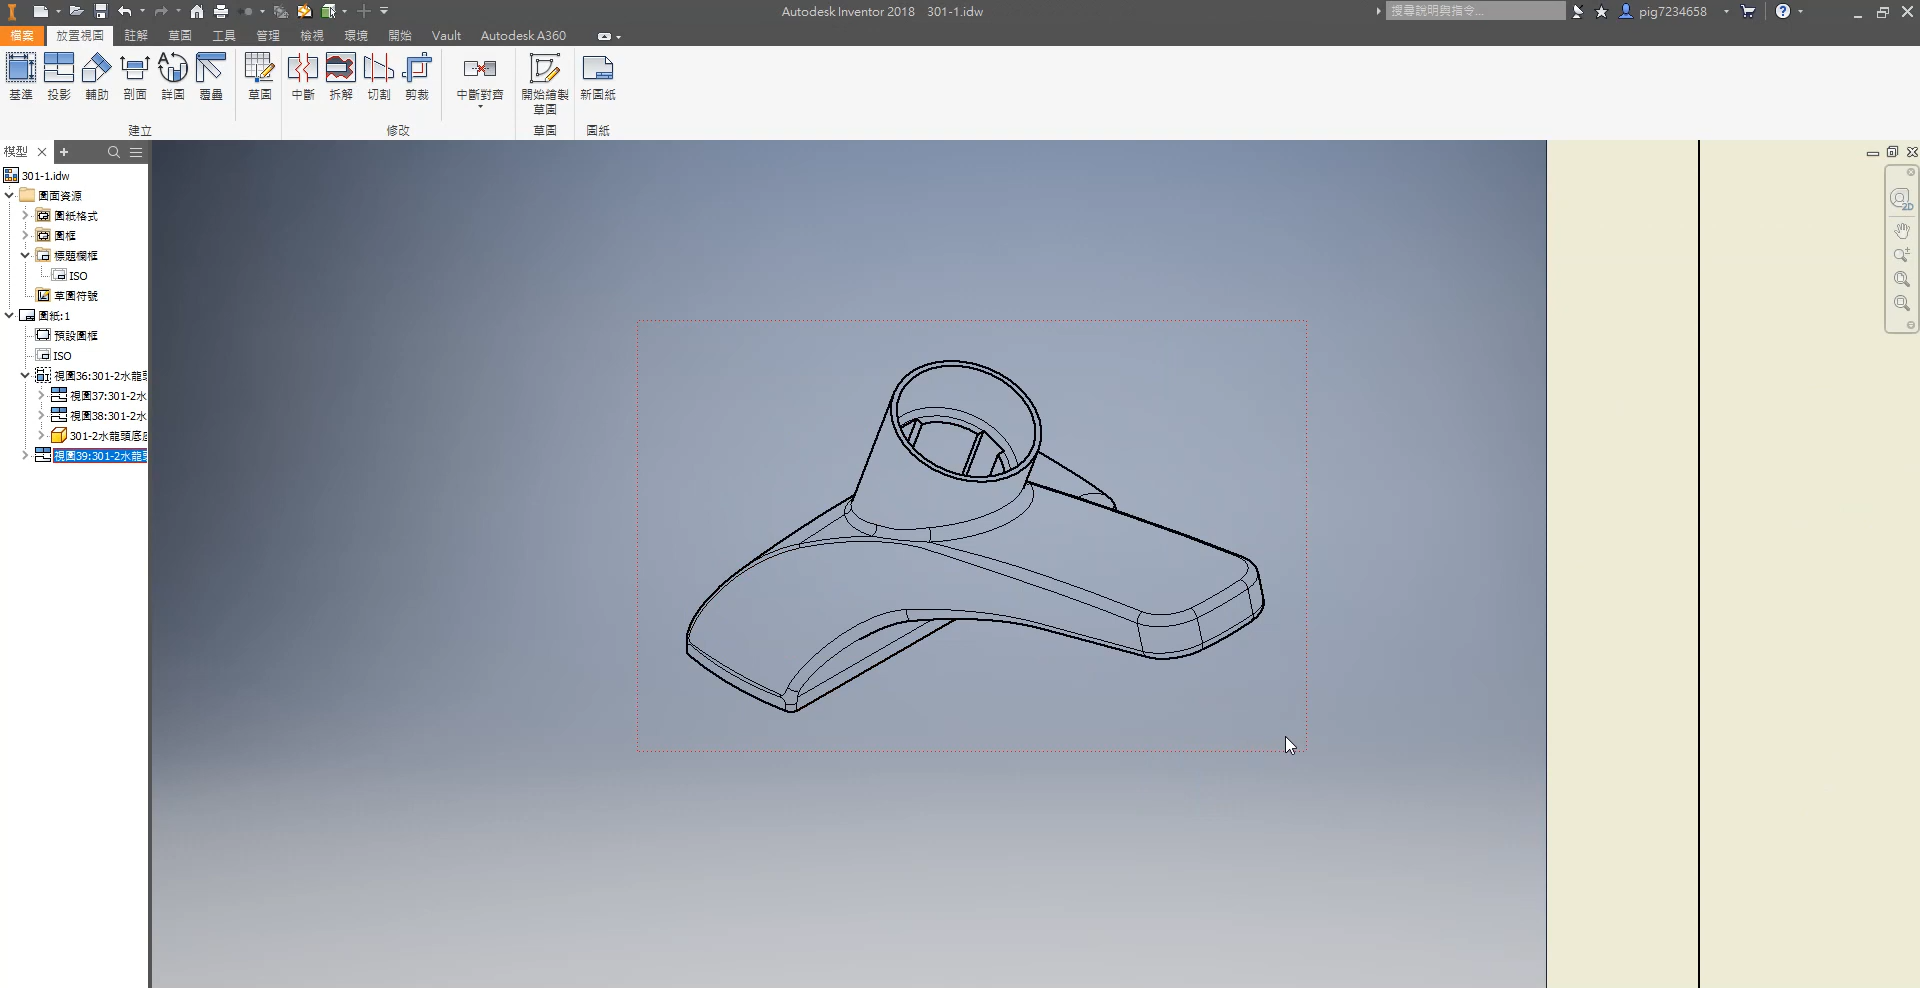 Autodesk Inventor 2018 301-1.idw
搜尋說明與指令...
pig7234658
檔案 放置視圖 註解 草圖 工具 管理 檢視 環境 開始 Vault Autodesk A360
基準 投影 輔助 剖面 詳圖 覆疊 草圖 中斷 拆解 切割 剪裁 中斷對齊 開始繪製 新圖紙
草圖
建立 修改 草圖 圖紙
模型
301-1.idw
圖面資源
圖紙格式
圖框
標題欄框
ISO
草圖符號
圖紙:1
預設圖框
ISO
視圖36:301-2水龍頭
視圖37:301-2水
視圖38:301-2水
301-2水龍頭底座
視圖39:301-2水龍頭
2D